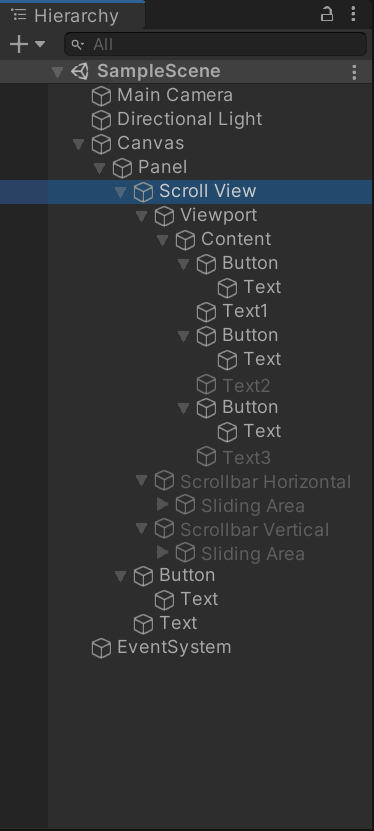 Hierarchy
All
SampleScene
Main Camera
Directional Light
Canvas
Panel
Scroll View
Viewport
Content
Button
Text
Text1
Button
Text
Text2
Button
Text
Text3
Scrollbar Horizontal
Sliding Area
Scrollbar Vertical
Sliding Area
Button
Text
Text
EventSystem